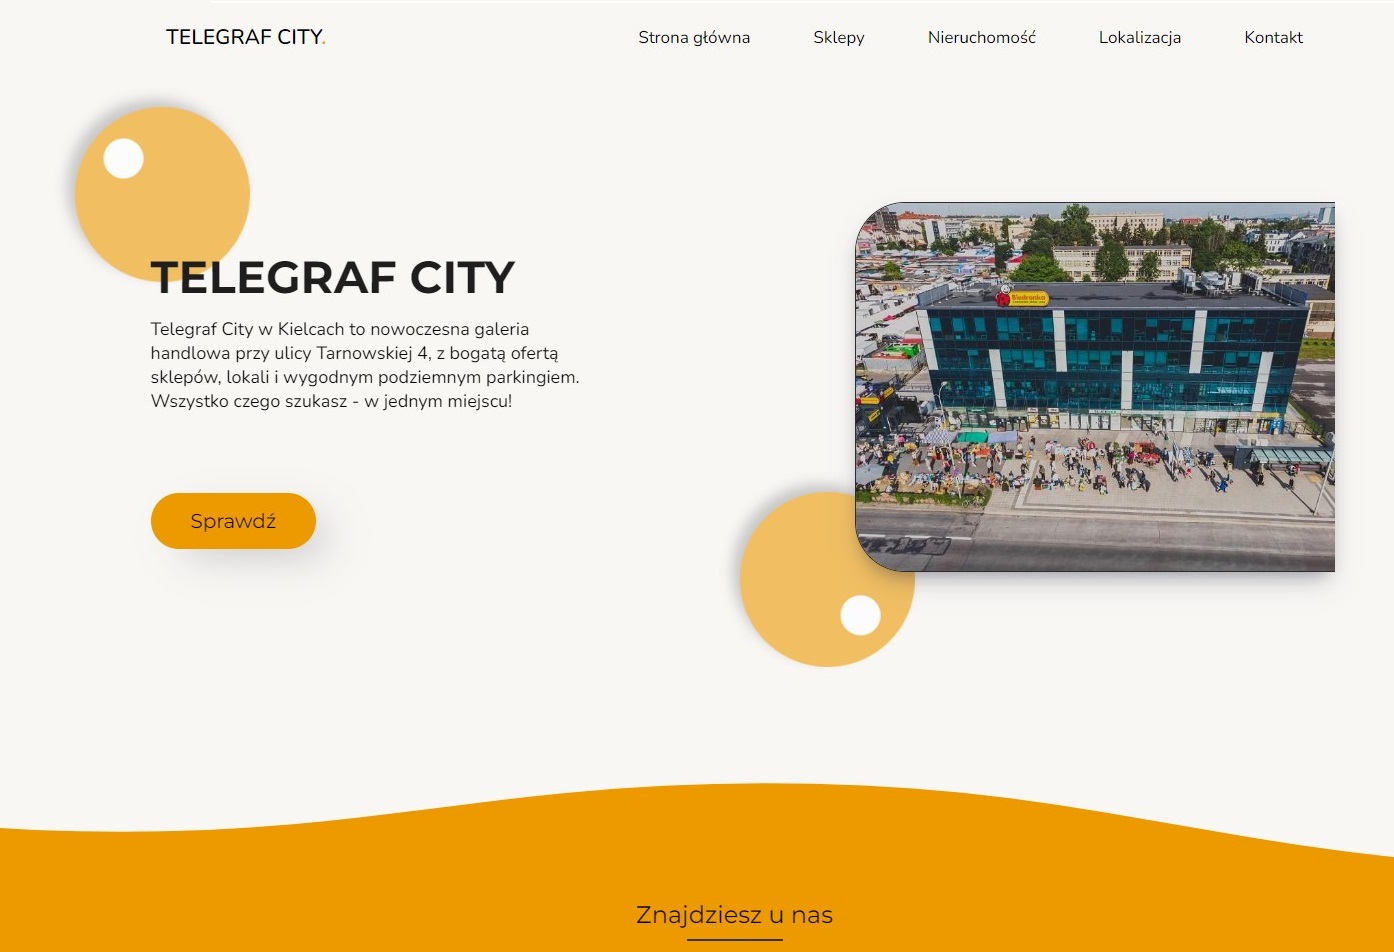 TELEGRAF CITY.
Strona główna
Sklepy
Nieruchomość
Lokalizacja
Kontakt
TELEGRAF CITY
Telegraf City w Kielcach to nowoczesna galeria
handlowa przy ulicy Tarnowskiej 4, z bogatą ofertą
sklepów, lokali i wygodnym podziemnym parkingiem.
Wszystko czego szukasz - w jednym miejscu!
Biedronka
Sprawdź
Znajdziesz u nas